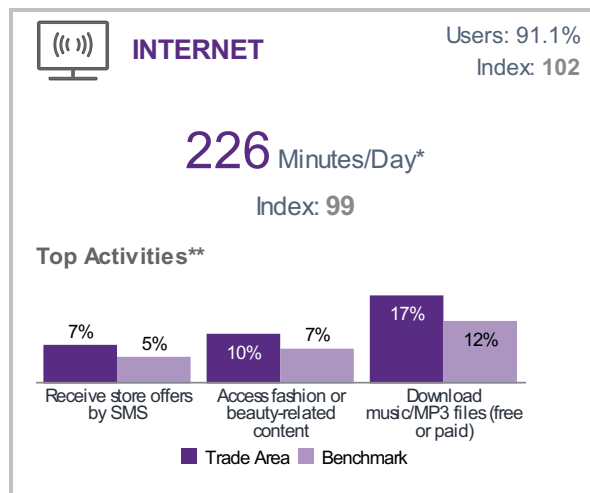 INTERNET
Users: 91.1%
Index: 102
226 Minutes/Day*
Index: 99
Top Activities**
7%
5%
10%
7%
17%
12%
Receive store offers
by SMS
Access fashion or
beauty-related
content
Download
music/MP3 files (free
or paid)
Trade Area
Benchmark